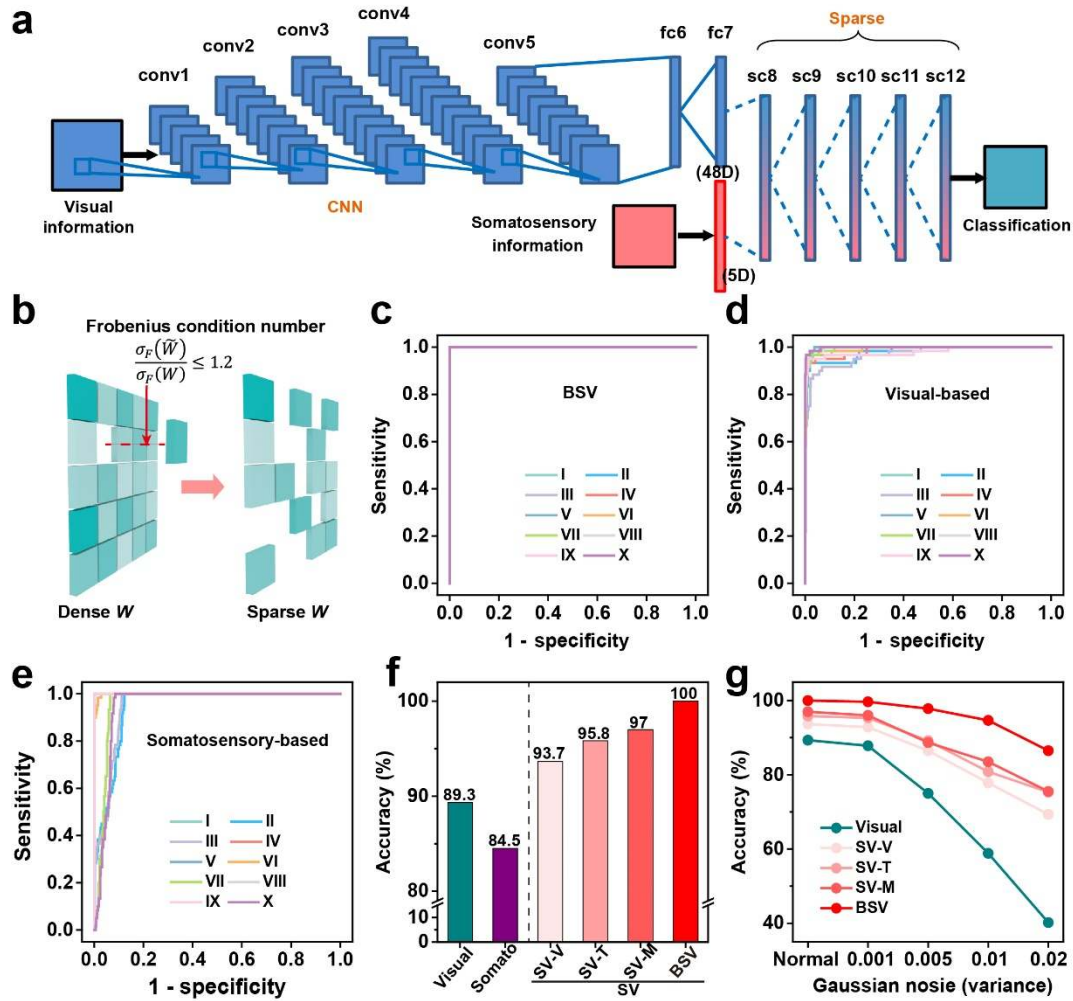 a
conv1
conv2
conv3
conv4
conv5
fc6
fc7
Sparse
sc8
sc9
sc10
sc11
sc12
Visual
information
CNN
(48D)
Somatosensory
information
(5D)
Classification
b
Frobenius condition number
σF(W̃)/σF(W) ≤ 1.2
Dense W
Sparse W
c
Sensitivity
1.0
0.8
0.6
0.4
0.2
0.0
BSV
I II
III IV
V VI
VII VIII
IX X
0.0 0.2 0.4 0.6 0.8 1.0
1 - specificity
d
Sensitivity
1.0
0.8
0.6
0.4
0.2
0.0
Visual-based
I II
III IV
V VI
VII VIII
IX X
0.0 0.2 0.4 0.6 0.8 1.0
1 - specificity
e
Sensitivity
1.0
0.8
0.6
0.4
0.2
0.0
Somatosensory-based
I II
III IV
V VI
VII VIII
IX X
0.0 0.2 0.4 0.6 0.8 1.0
1 - specificity
f
Accuracy (%)
100
90
80
10
0
89.3
84.5
93.7
95.8
97
100
Visual
Somato
SV-V
SV-T
SV-M
BSV
SV
g
Accuracy (%)
100
80
60
40
Visual
SV-V
SV-T
SV-M
BSV
Normal 0.001 0.005 0.01 0.02
Gaussian nosie (variance)